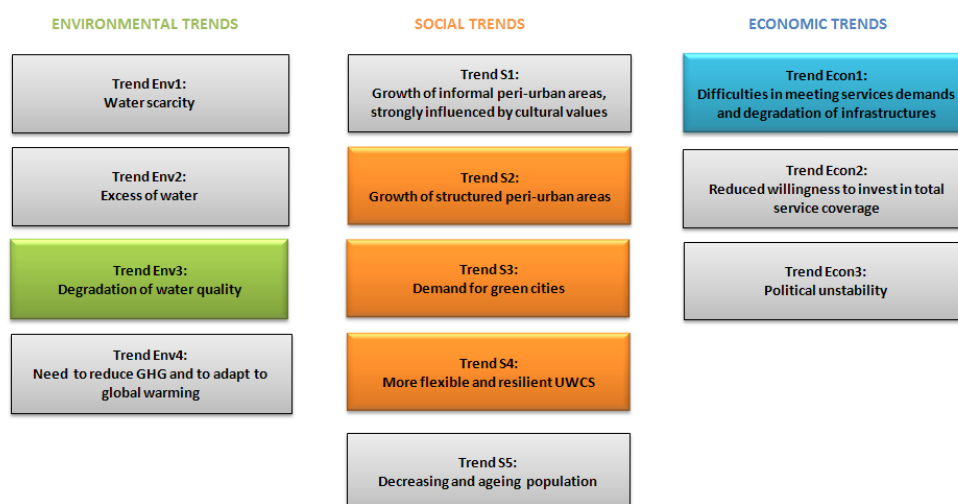 ENVIRONMENTAL TRENDS
Trend Env1:
Water scarcity
Trend Env2:
Excess of water
Trend Env3:
Degradation of water quality
Trend Env4:
Need to reduce GHG and to adapt to
global warming
SOCIAL TRENDS
Trend S1:
Growth of informal peri-urban areas,
strongly influenced by cultural values
Trend S2:
Growth of structured peri-urban areas
Trend S3:
Demand for green cities
Trend S4:
More flexible and resilient UWCS
Trend S5:
Decreasing and ageing population
ECONOMIC TRENDS
Trend Econ1:
Difficulties in meeting services demands
and degradation of infrastructures
Trend Econ2:
Reduced willingness to invest in total
service coverage
Trend Econ3:
Political unstability